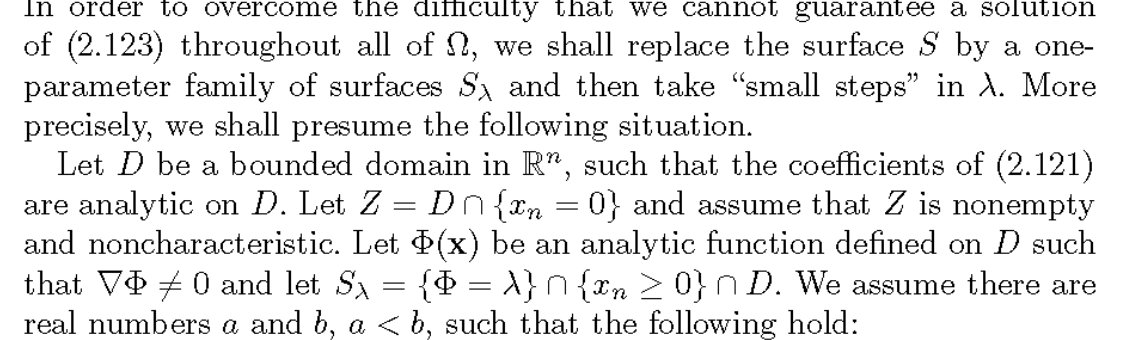 In order to overcome the difficulty that we cannot guarantee a solution
of (2.123) throughout all of Ω, we shall replace the surface S by a one-
parameter family of surfaces S_λ and then take “small steps” in λ. More
precisely, we shall presume the following situation.
Let D be a bounded domain in ℝⁿ, such that the coefficients of (2.121)
are analytic on D. Let Z = D ∩ {xₙ = 0} and assume that Z is nonempty
and noncharacteristic. Let Φ(x) be an analytic function defined on D such
that ∇Φ ≠ 0 and let S_λ = {Φ = λ} ∩ {xₙ ≥ 0} ∩ D. We assume there are
real numbers a and b, a < b, such that the following hold: